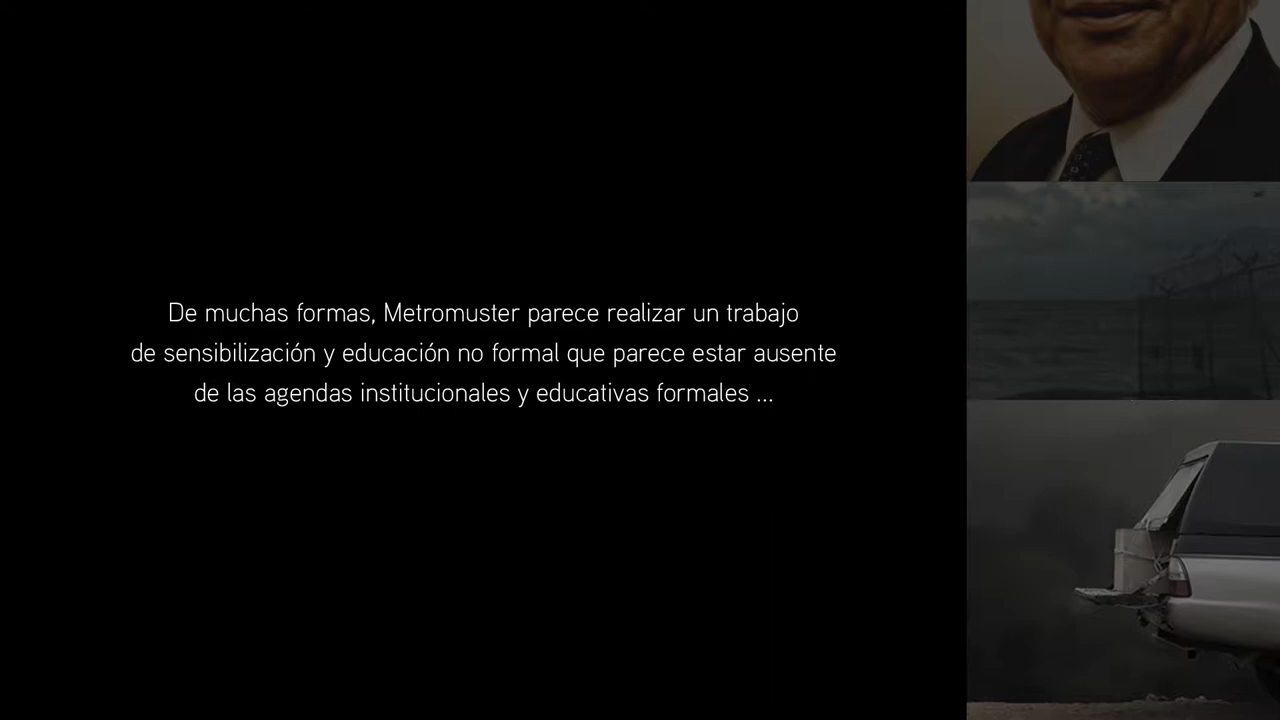 De muchas formas, Metromuster parece realizar un trabajo
de sensibilización y educación no formal que parece estar ausente
de las agendas institucionales y educativas formales ...